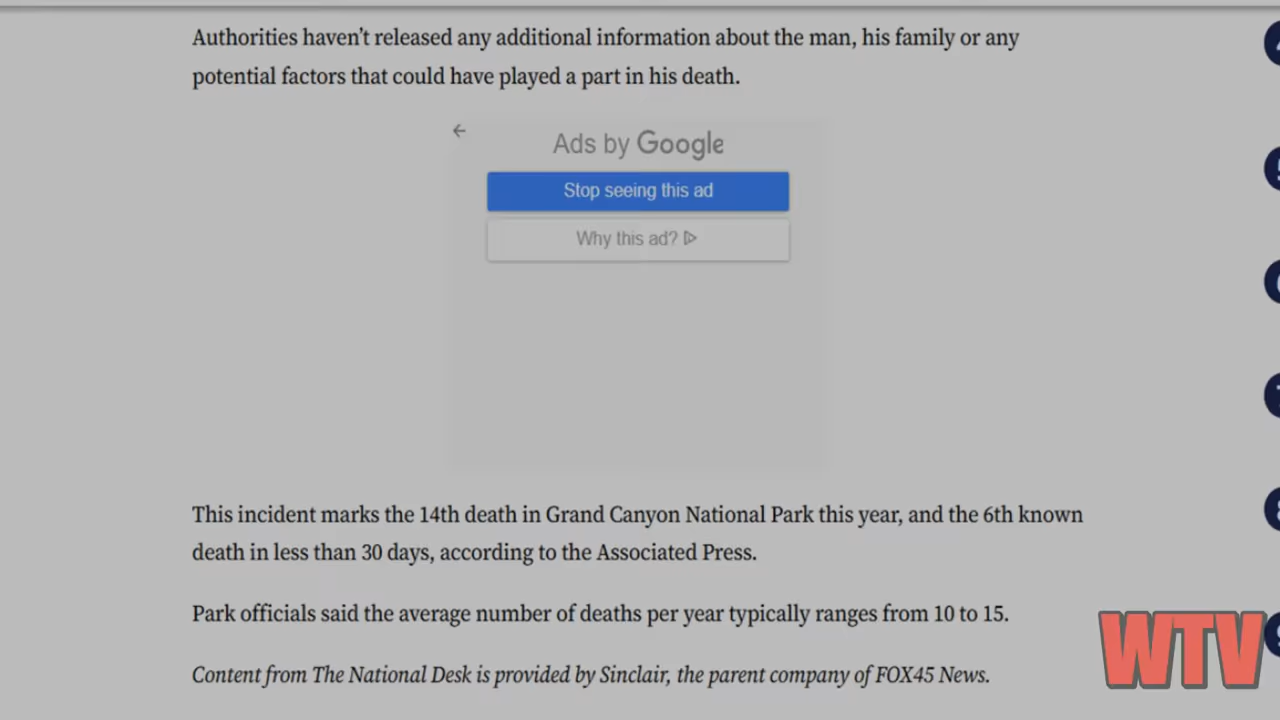 Authorities haven’t released any additional information about the man, his family or any
potential factors that could have played a part in his death.
Ads by Google
Stop seeing this ad
Why this ad?
This incident marks the 14th death in Grand Canyon National Park this year, and the 6th known
death in less than 30 days, according to the Associated Press.
Park officials said the average number of deaths per year typically ranges from 10 to 15.
Content from The National Desk is provided by Sinclair, the parent company of FOX45 News.
WTV